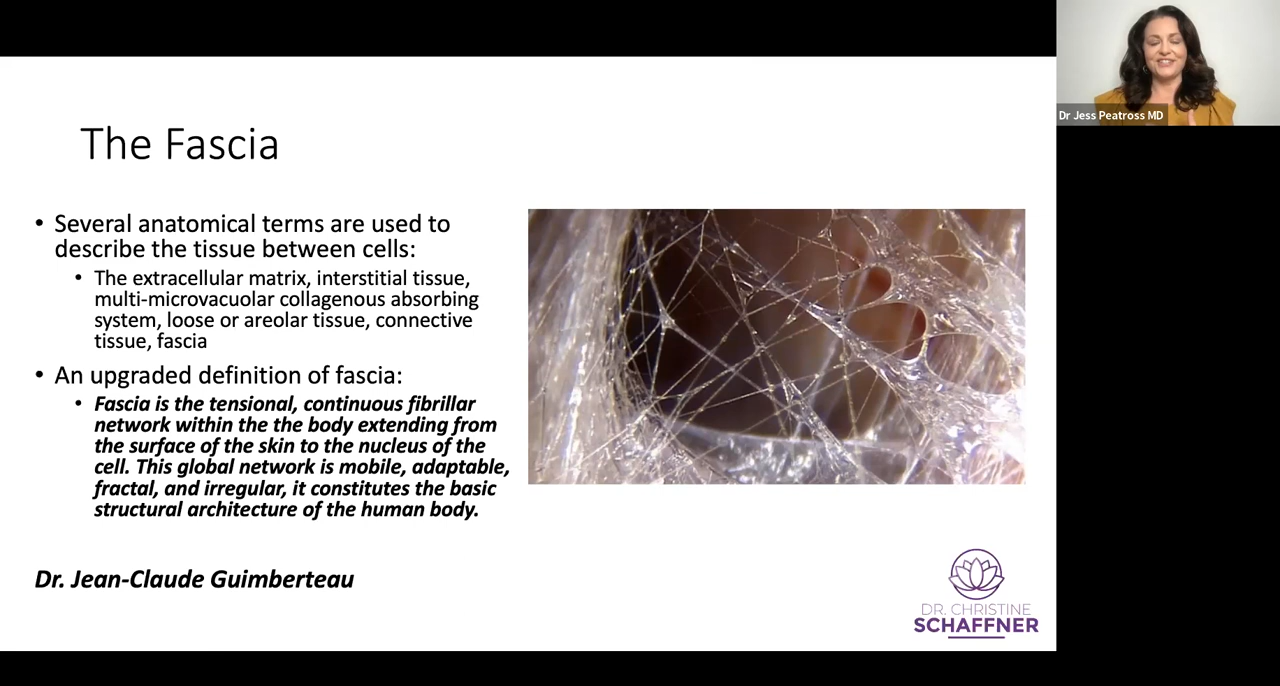 The Fascia
• Several anatomical terms are used to
describe the tissue between cells:
• The extracellular matrix, interstitial tissue,
multi-microvacuolar collagenous absorbing
system, loose or areolar tissue, connective
tissue, fascia
• An upgraded definition of fascia:
• Fascia is the tensional, continuous fibrillar
network within the the body extending from
the surface of the skin to the nucleus of the
cell. This global network is mobile, adaptable,
fractal, and irregular, it constitutes the basic
structural architecture of the human body.
Dr. Jean-Claude Guimberteau
DR. CHRISTINE
SCHAFFNER
Dr Jess Peatross MD